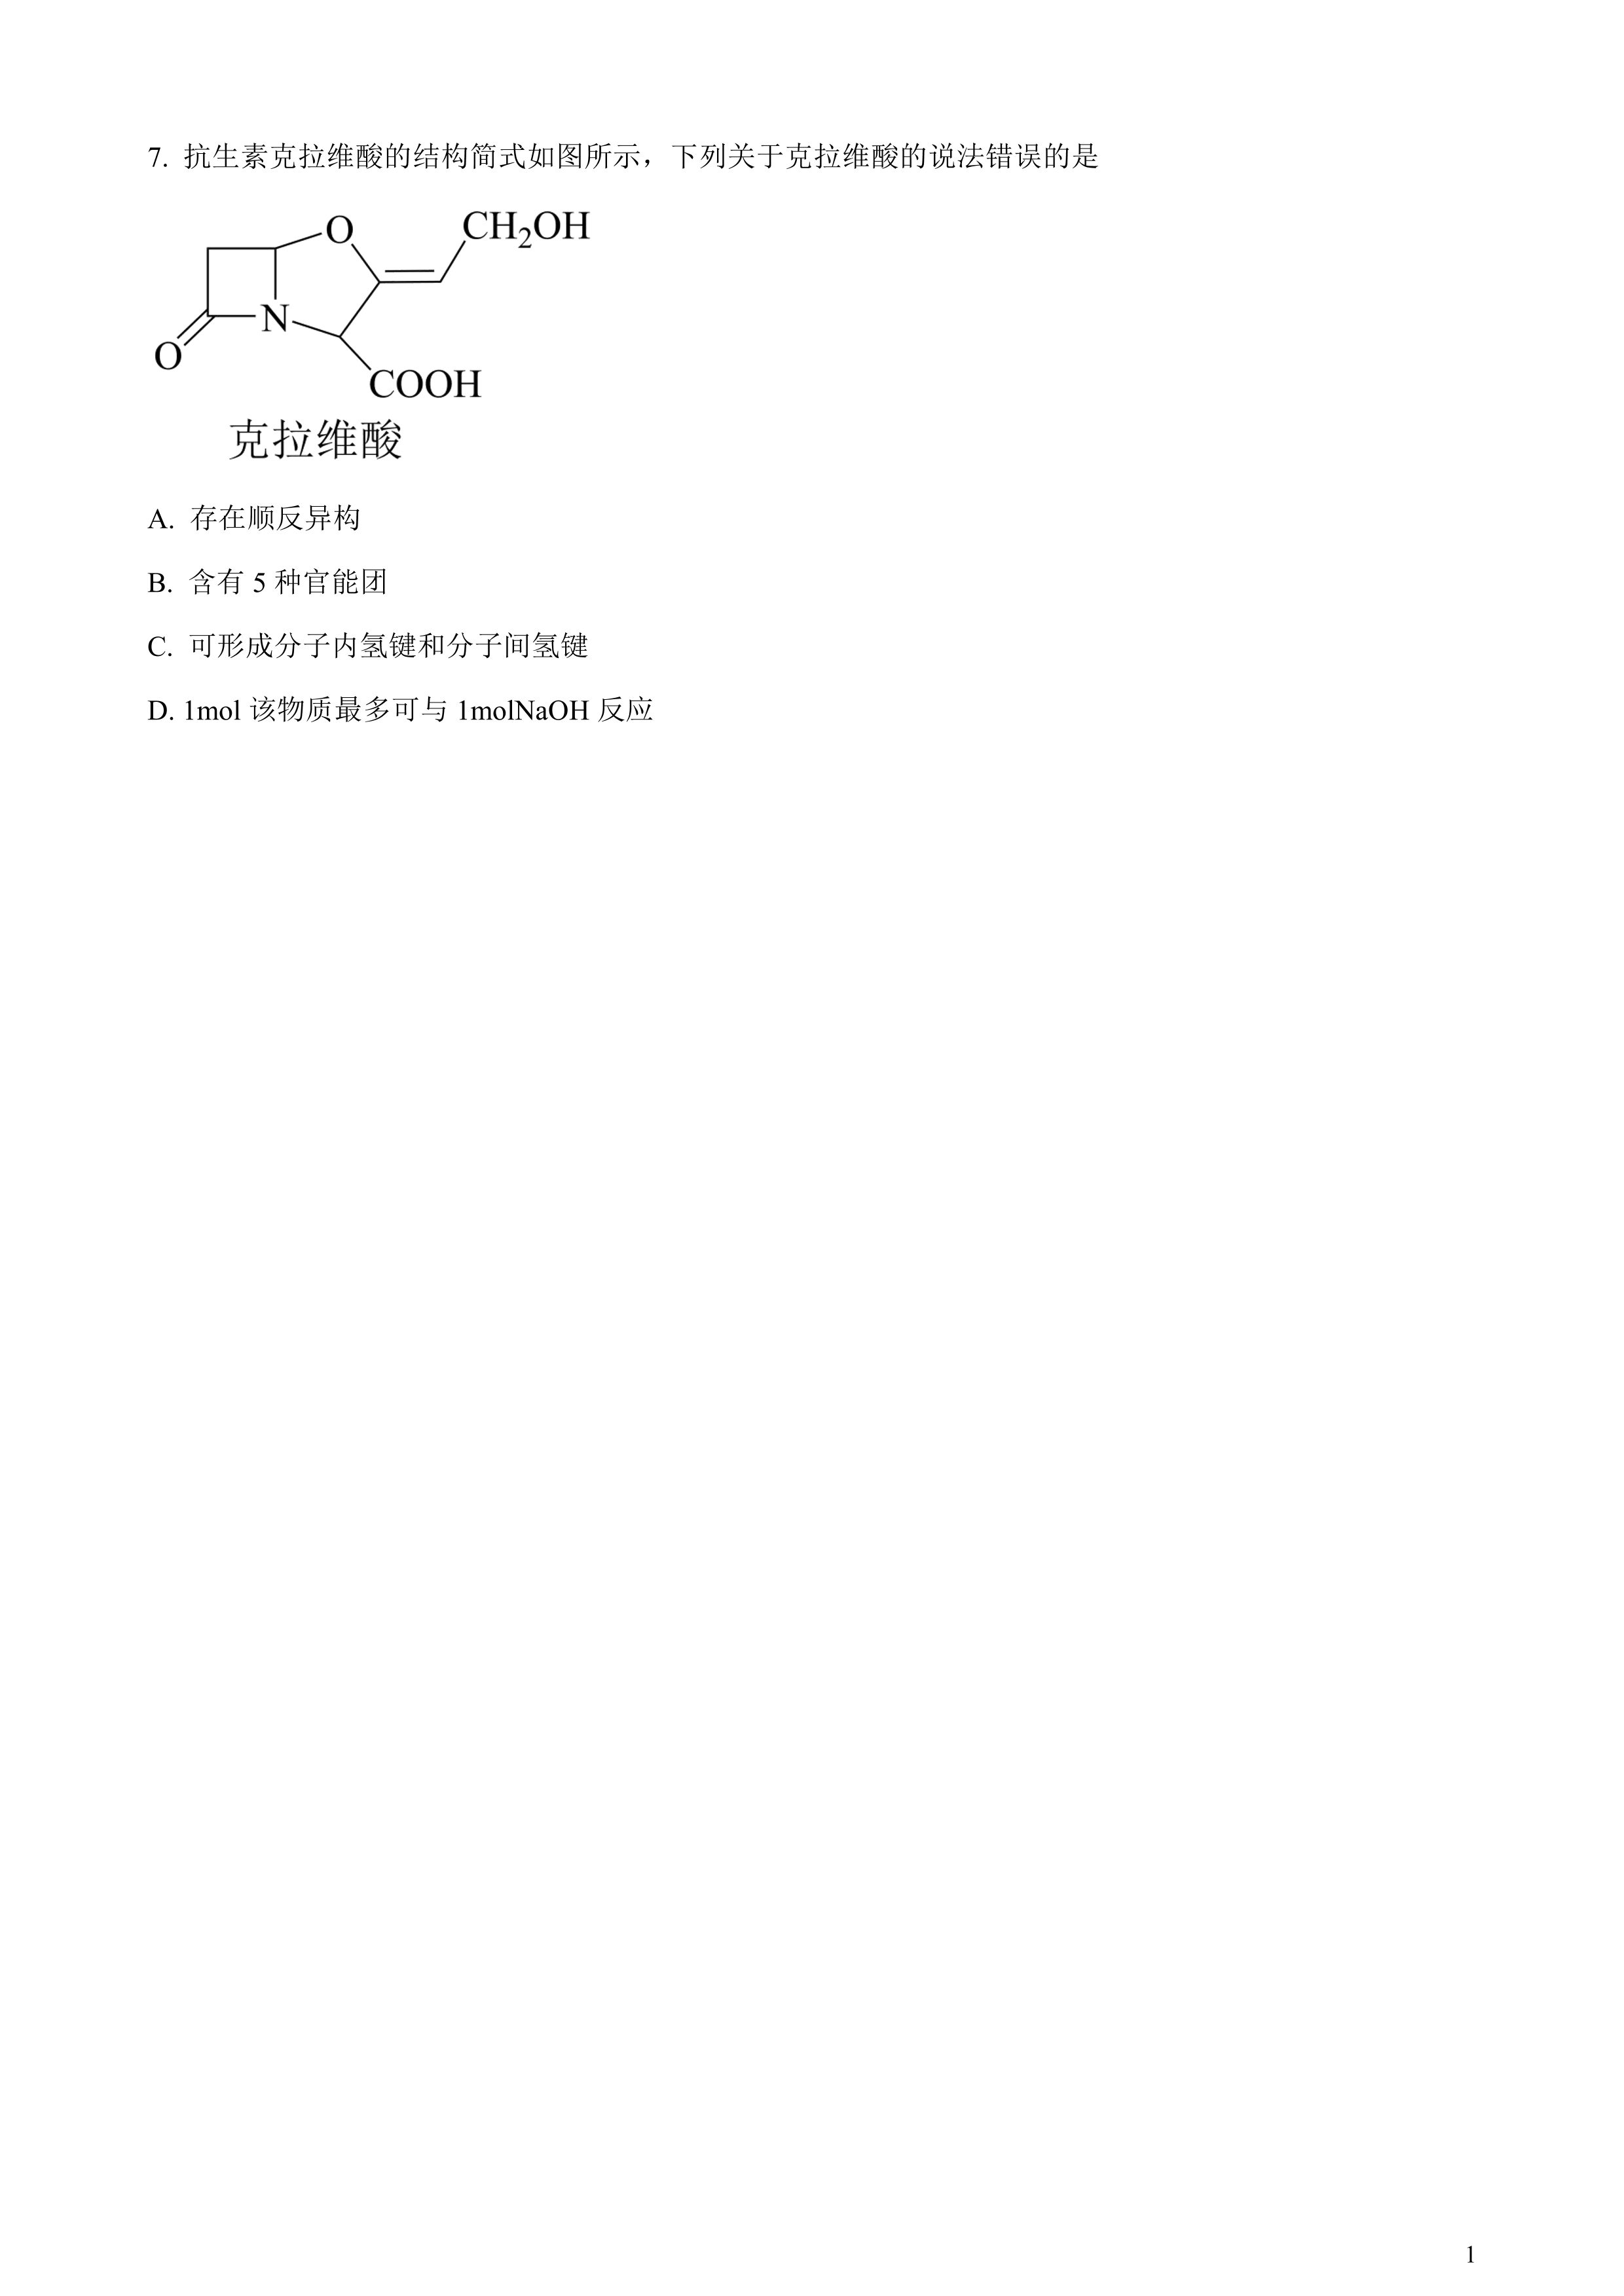 7. 抗生素克拉维酸的结构简式如图所示，下列关于克拉维酸的说法错误的是
O
CH₂OH
N
O
COOH
克拉维酸
A. 存在顺反异构
B. 含有 5 种官能团
C. 可形成分子内氢键和分子间氢键
D. 1mol 该物质最多可与 1molNaOH 反应
1